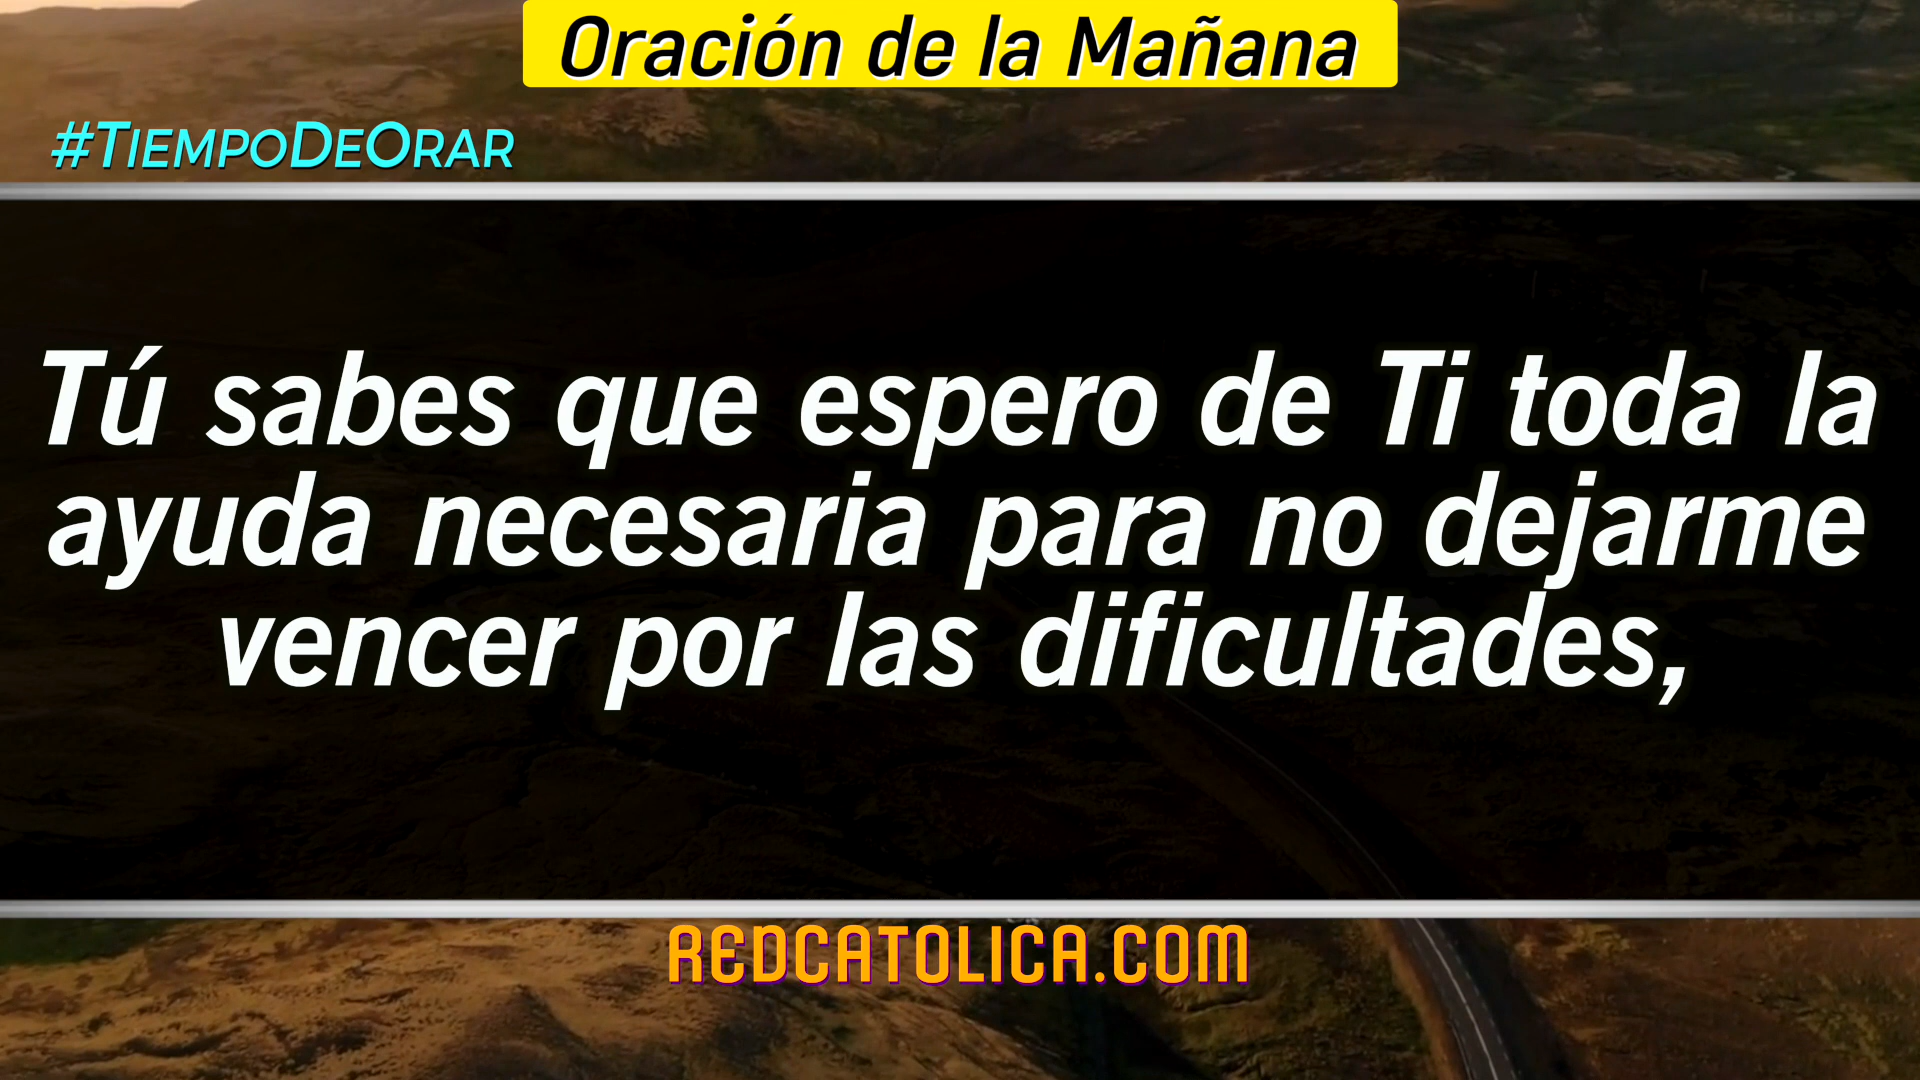 Oración de la Mañana
#TIEMPODEORAR
Tú sabes que espero de Ti toda la
ayuda necesaria para no dejarme
vencer por las dificultades,
REDCATOLICA.COM